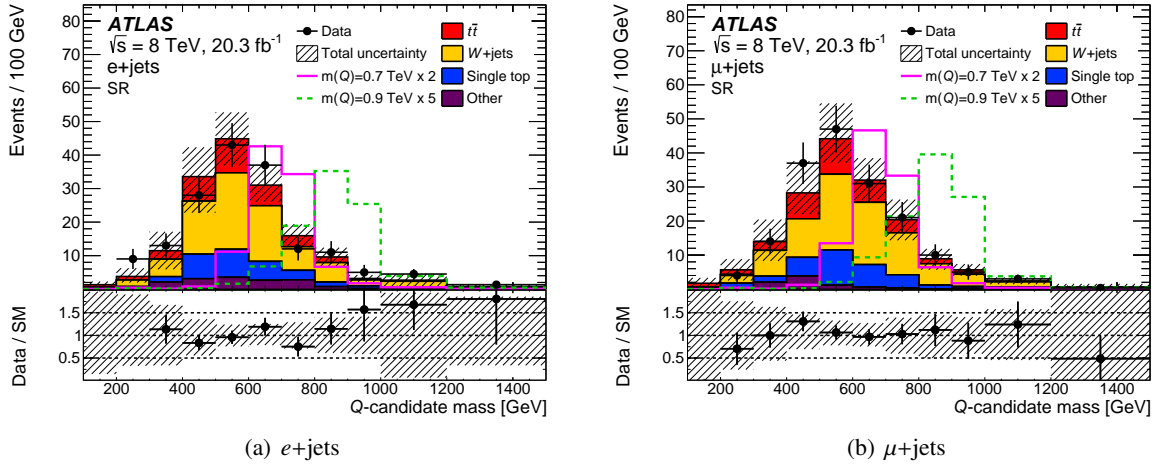 ATLAS
√s = 8 TeV, 20.3 fb⁻¹
e+jets
SR
Data
Total uncertainty
m(Q)=0.7 TeV x 2
m(Q)=0.9 TeV x 5
tt̄
W+jets
Single top
Other
Events / 100 GeV
80
70
60
50
40
30
20
10
Data / SM
1.5
1
0.5
200 400 600 800 1000 1200 1400
Q-candidate mass [GeV]
(a) e+jets
ATLAS
√s = 8 TeV, 20.3 fb⁻¹
μ+jets
SR
Data
Total uncertainty
m(Q)=0.7 TeV x 2
m(Q)=0.9 TeV x 5
tt̄
W+jets
Single top
Other
Events / 100 GeV
80
70
60
50
40
30
20
10
Data / SM
1.5
1
0.5
200 400 600 800 1000 1200 1400
Q-candidate mass [GeV]
(b) μ+jets